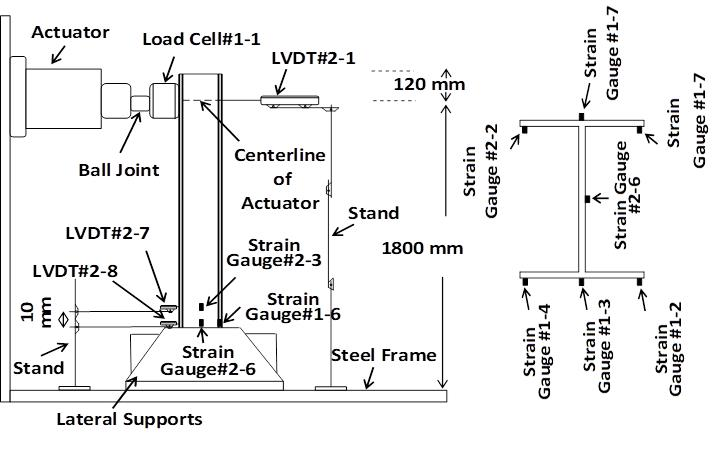 Actuator
Load Cell#1-1
LVDT#2-1
120 mm
Ball Joint
Centerline
of
Actuator
Stand
LVDT#2-7
LVDT#2-8
Strain
Gauge#2-3
1800 mm
10
mm
Strain
Gauge#1-6
Stand
Strain
Gauge#2-6
Steel Frame
Lateral Supports
Strain
Gauge #1-7
Strain
Gauge #2-2
Strain
Gauge #1-7
Strain Gauge
#2-6
Strain
Gauge #1-4
Strain
Gauge #1-3
Strain
Gauge #1-2